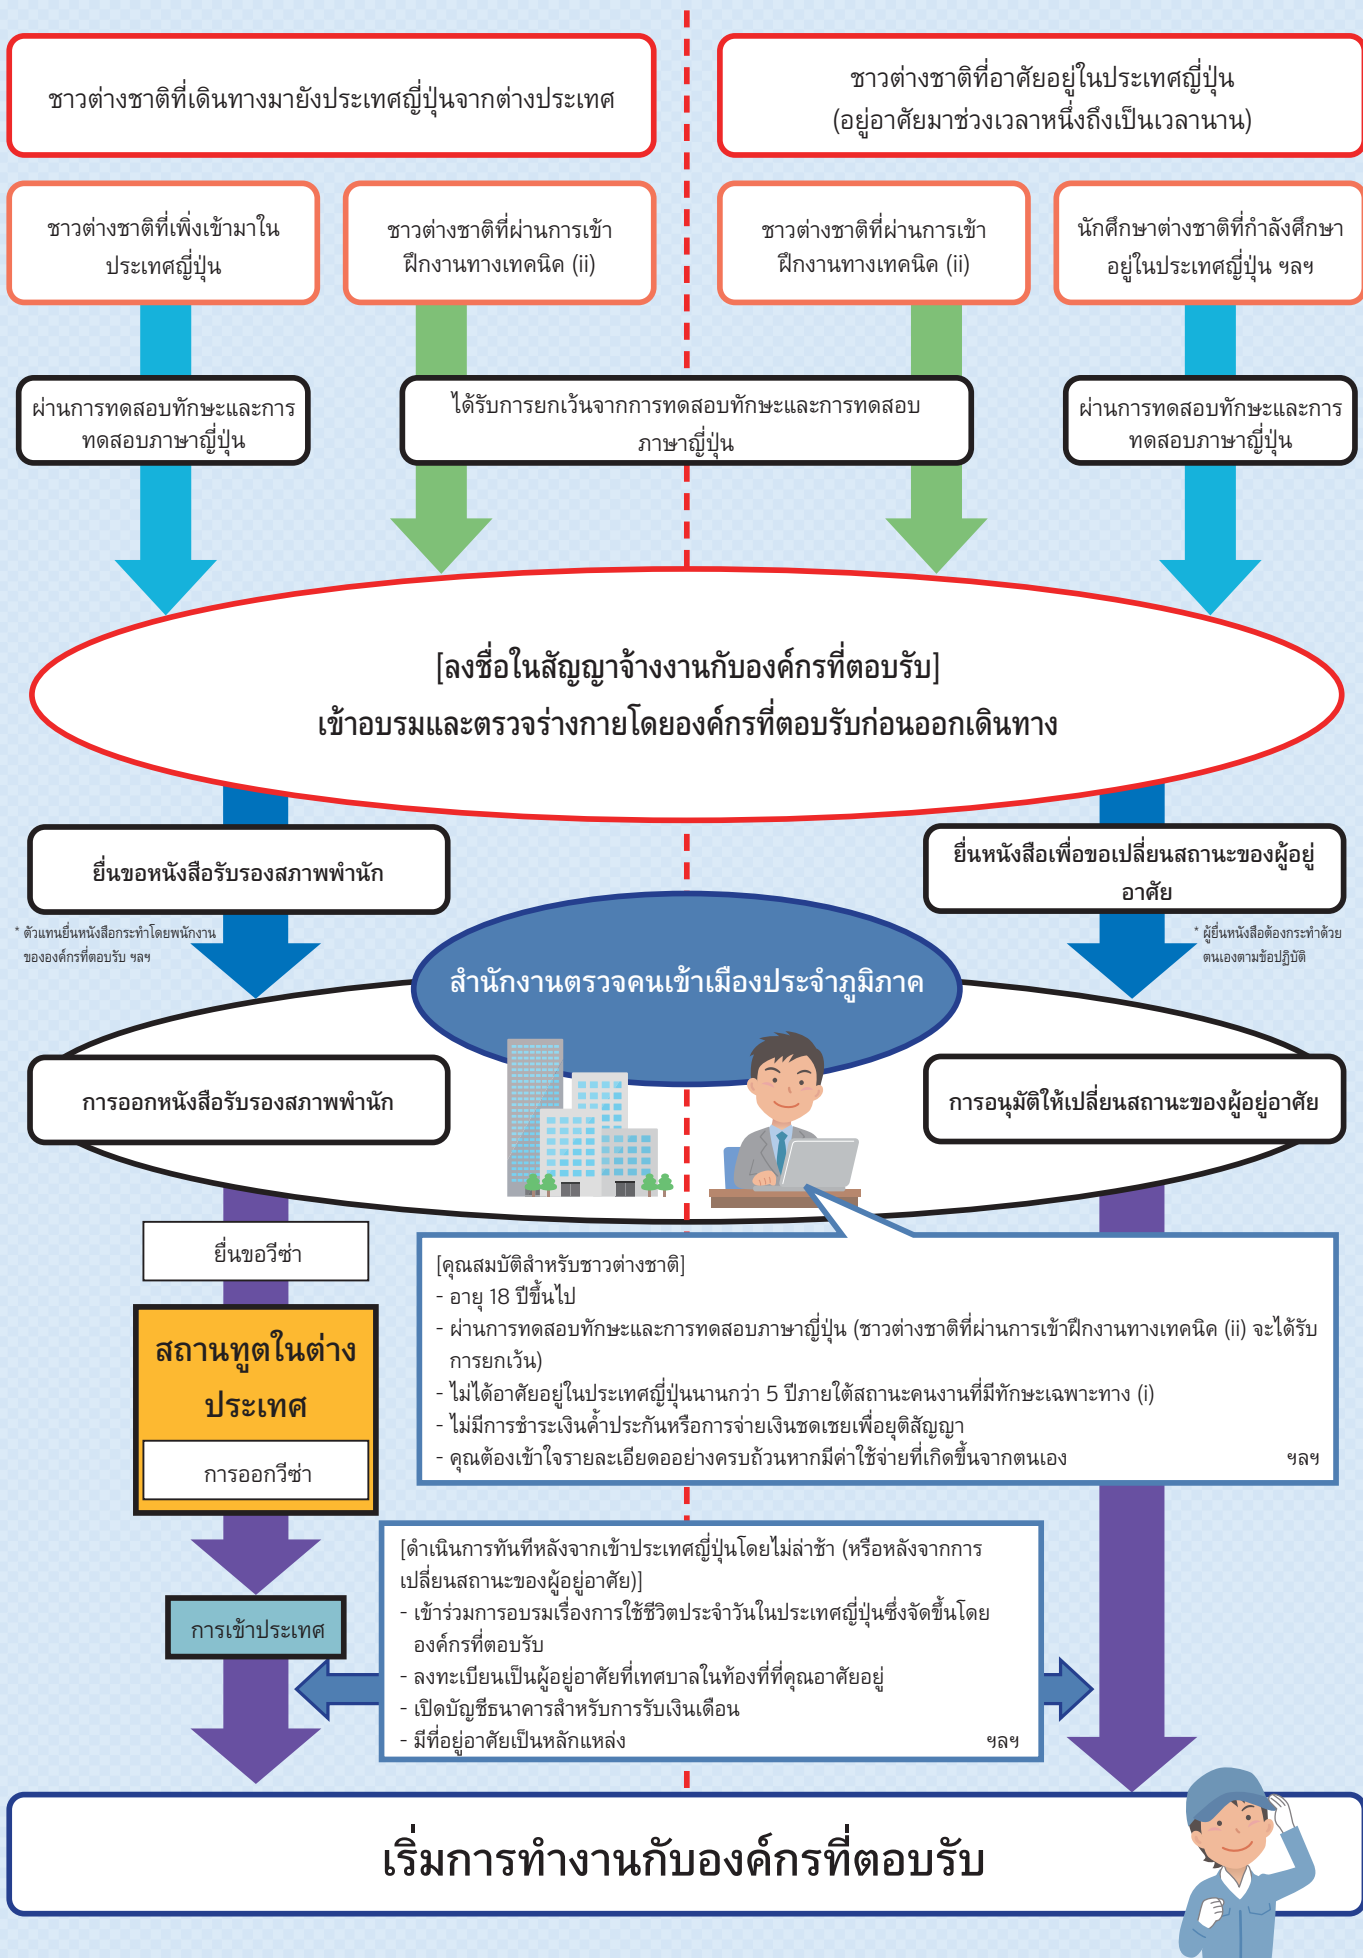 ชาวต่างชาติที่เดินทางมายังประเทศญี่ปุ่นจากต่างประเทศ
ชาวต่างชาติที่อาศัยอยู่ในประเทศญี่ปุ่น
(อยู่อาศัยมาช่วงเวลาหนึ่งถึงเป็นเวลานาน)
ชาวต่างชาติที่เพิ่งเข้ามาใน
ประเทศญี่ปุ่น
ชาวต่างชาติที่ผ่านการเข้า
ฝึกงานทางเทคนิค (ii)
ชาวต่างชาติที่ผ่านการเข้า
ฝึกงานทางเทคนิค (ii)
นักศึกษาต่างชาติที่กำลังศึกษา
อยู่ในประเทศญี่ปุ่น ฯลฯ
ผ่านการทดสอบทักษะและการ
ทดสอบภาษาญี่ปุ่น
ได้รับการยกเว้นจากการทดสอบทักษะและการทดสอบ
ภาษาญี่ปุ่น
ผ่านการทดสอบทักษะและการ
ทดสอบภาษาญี่ปุ่น
[ลงชื่อในสัญญาจ้างงานกับองค์กรที่ตอบรับ]
เข้าอบรมและตรวจร่างกายโดยองค์กรที่ตอบรับก่อนออกเดินทาง
ยื่นขอหนังสือรับรองสภาพพำนัก
* ตัวแทนยื่นหนังสือกระทำโดยพนักงาน
ขององค์กรที่ตอบรับ ฯลฯ
ยื่นหนังสือเพื่อขอเปลี่ยนสถานะของผู้อยู่
อาศัย
* ผู้ยื่นหนังสือต้องกระทำด้วย
ตนเองตามข้อปฏิบัติ
สำนักงานตรวจคนเข้าเมืองประจำภูมิภาค
การออกหนังสือรับรองสภาพพำนัก
การอนุมัติให้เปลี่ยนสถานะของผู้อยู่อาศัย
ยื่นขอวีซ่า
สถานทูตในต่าง
ประเทศ
การออกวีซ่า
[คุณสมบัติสำหรับชาวต่างชาติ]
- อายุ 18 ปีขึ้นไป
- ผ่านการทดสอบทักษะและการทดสอบภาษาญี่ปุ่น (ชาวต่างชาติที่ผ่านการเข้าฝึกงานทางเทคนิค (ii) จะได้รับ
การยกเว้น)
- ไม่ได้อาศัยอยู่ในประเทศญี่ปุ่นนานกว่า 5 ปีภายใต้สถานะคนงานที่มีทักษะเฉพาะทาง (i)
- ไม่มีการชำระเงินค้ำประกันหรือการจ่ายเงินชดเชยเพื่อยุติสัญญา
- คุณต้องเข้าใจรายละเอียดออย่างครบถ้วนหากมีค่าใช้จ่ายที่เกิดขึ้นจากตนเอง ฯลฯ
[ดำเนินการทันทีหลังจากเข้าประเทศญี่ปุ่นโดยไม่ล่าช้า (หรือหลังจากการ
เปลี่ยนสถานะของผู้อยู่อาศัย)]
- เข้าร่วมการอบรมเรื่องการใช้ชีวิตประจำวันในประเทศญี่ปุ่นซึ่งจัดขึ้นโดย
องค์กรที่ตอบรับ
- ลงทะเบียนเป็นผู้อยู่อาศัยที่เทศบาลในท้องที่ที่คุณอาศัยอยู่
- เปิดบัญชีธนาคารสำหรับการรับเงินเดือน
- มีที่อยู่อาศัยเป็นหลักแหล่ง ฯลฯ
การเข้าประเทศ
เริ่มการทำงานกับองค์กรที่ตอบรับ